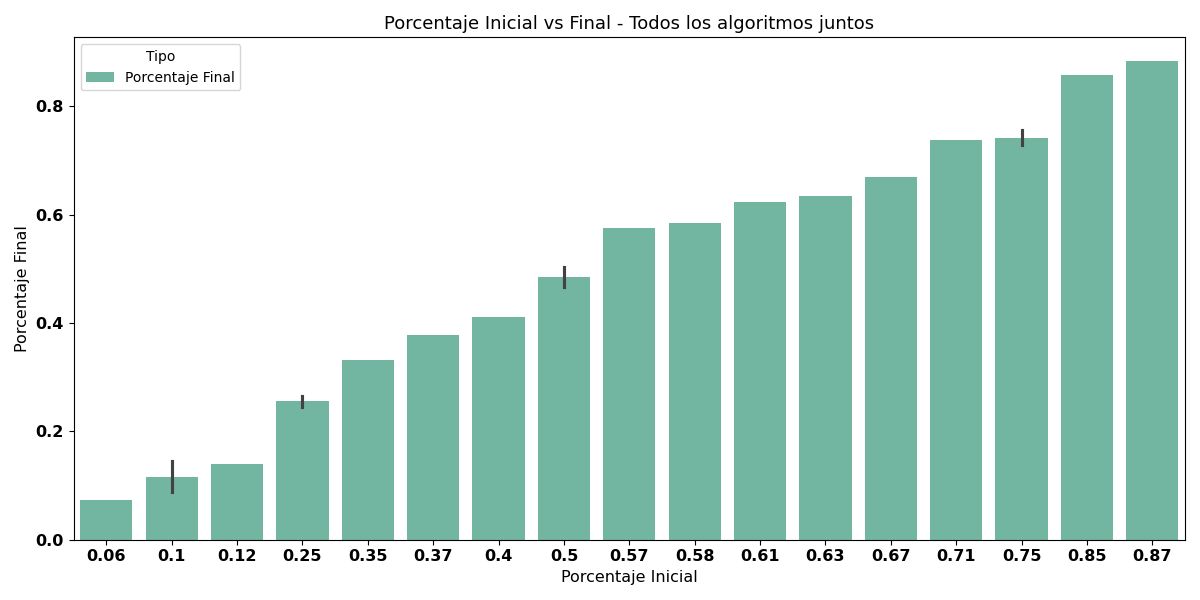 Porcentaje Inicial vs Final - Todos los algoritmos juntos
Tipo
Porcentaje Final
Porcentaje Final
0.8
0.6
0.4
0.2
0.0
0.06 0.1 0.12 0.25 0.35 0.37 0.4 0.5 0.57 0.58 0.61 0.63 0.67 0.71 0.75 0.85 0.87
Porcentaje Inicial